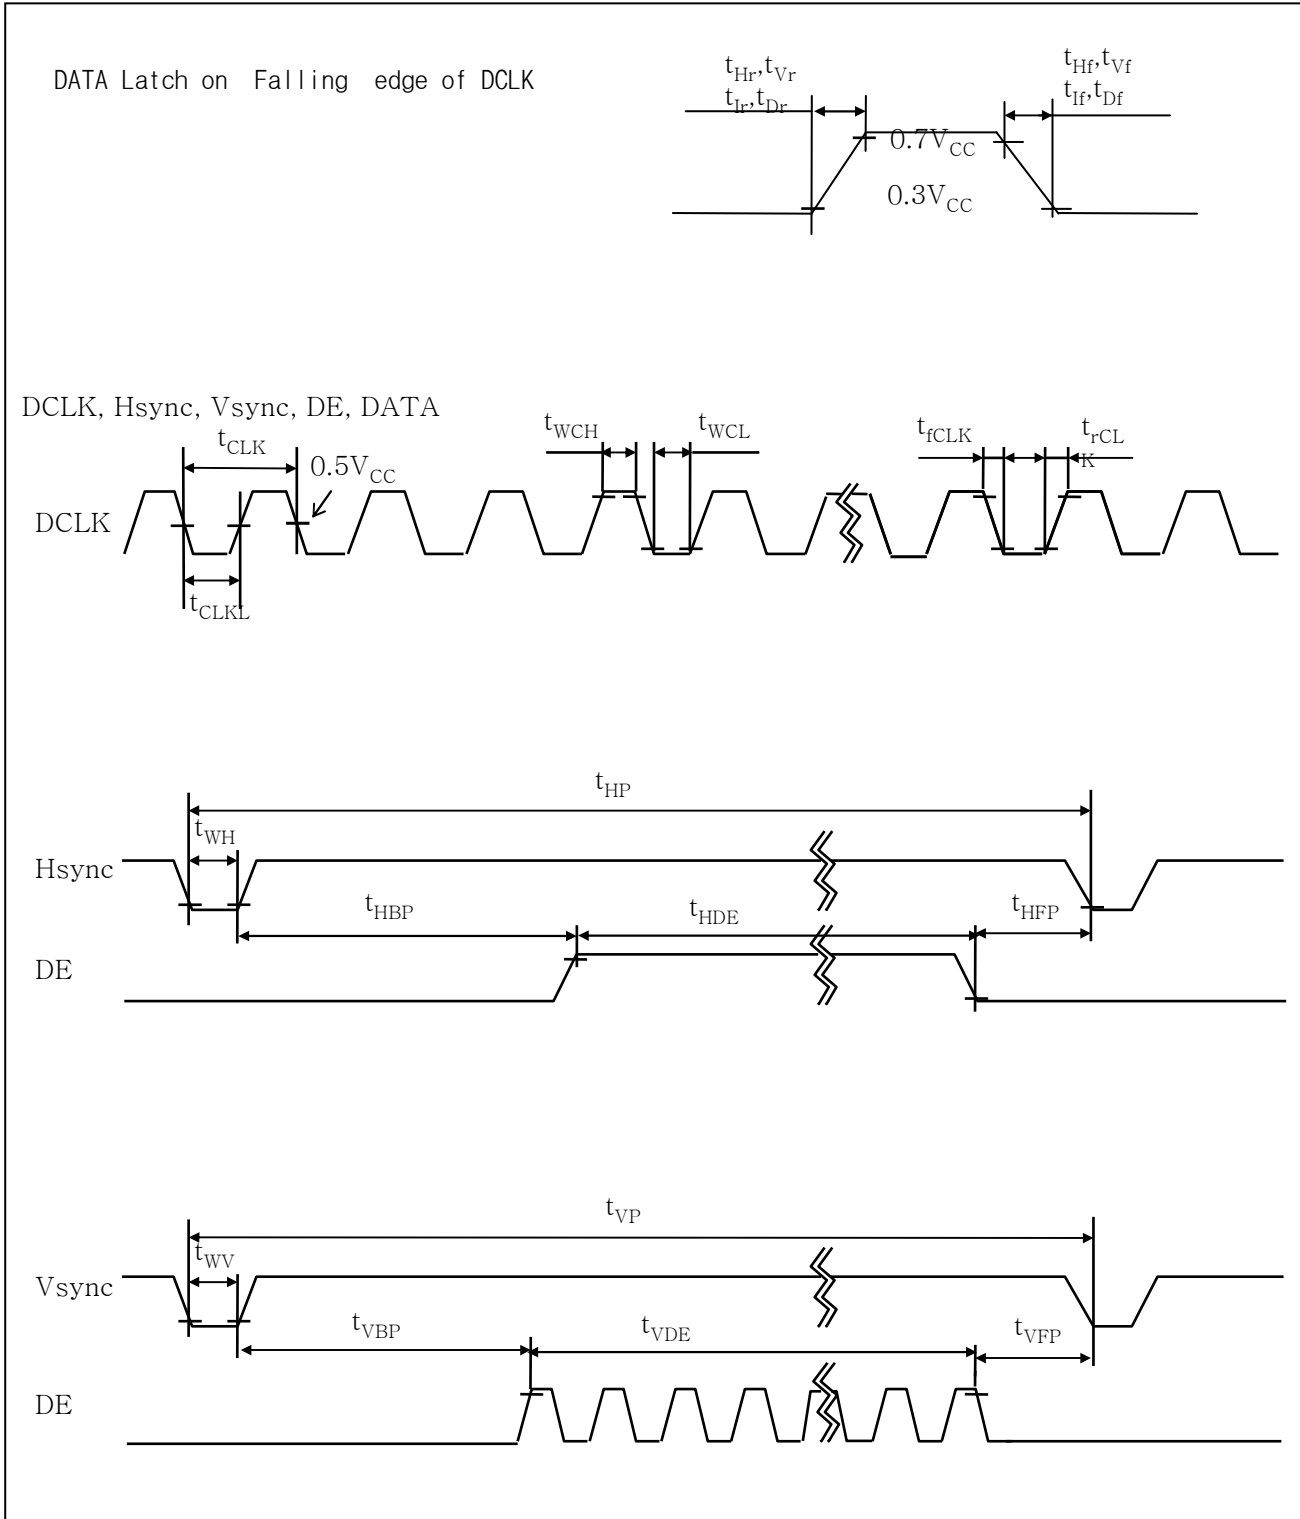 DATA Latch on Falling edge of DCLK
tHr,tVr
tIr,tDr
tHf,tVf
tIf,tDf
0.7VCC
0.3VCC
DCLK, Hsync, Vsync, DE, DATA
tCLK
0.5VCC
tWCH
tWCL
tfCLK
trCL
K
DCLK
tCLKL
tHP
tWH
Hsync
tHBP
tHDE
tHFP
DE
tVP
tWV
Vsync
tVBP
tVDE
tVFP
DE